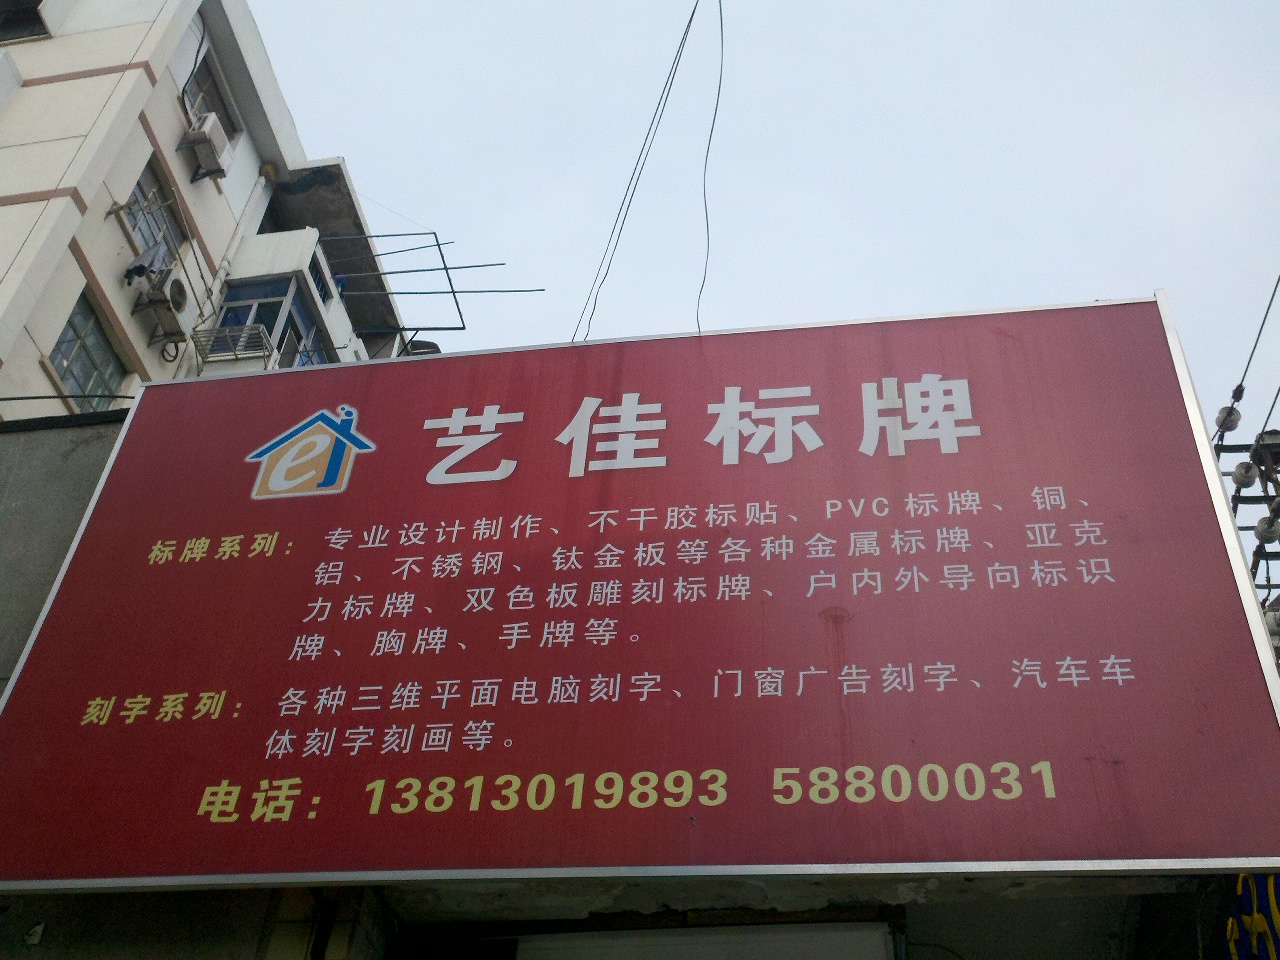 ej
艺佳标牌
标牌系列：专业设计制作、不干胶标贴、PVC标牌、铜、
铝、不锈钢、钛金板等各种金属标牌、亚克
力标牌、双色板雕刻标牌、户内外导向标识
牌、胸牌、手牌等。
刻字系列：各种三维平面电脑刻字、门窗广告刻字、汽车车
体刻字刻画等。
电话：13813019893 58800031